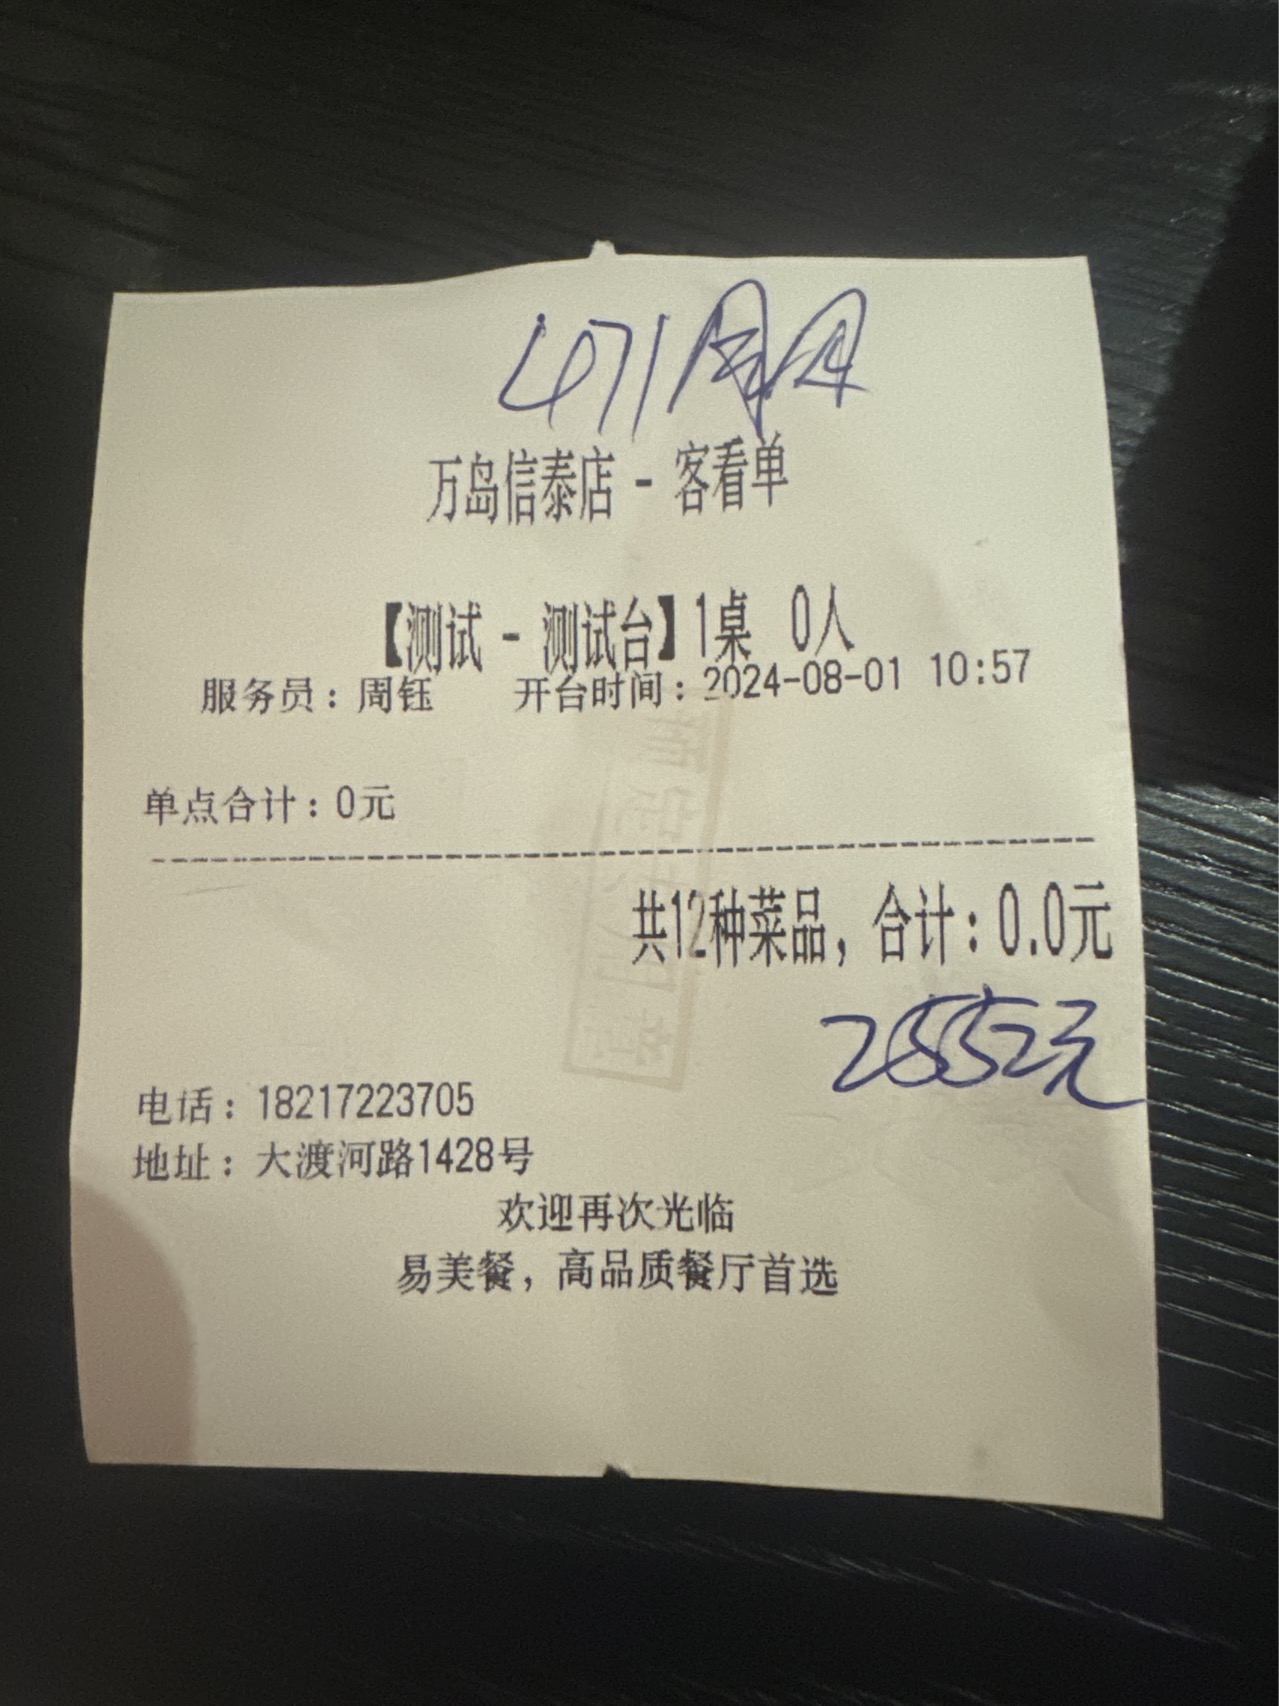 471
万岛信泰店 - 客看单
【测试 - 测试台】1桌 0人
服务员：周钰 开台时间：2024-08-01 10:57
单点合计：0元
共12种菜品，合计：0.0元
2552元
电话：18217223705
地址：大渡河路1428号
欢迎再次光临
易美餐，高品质餐厅首选